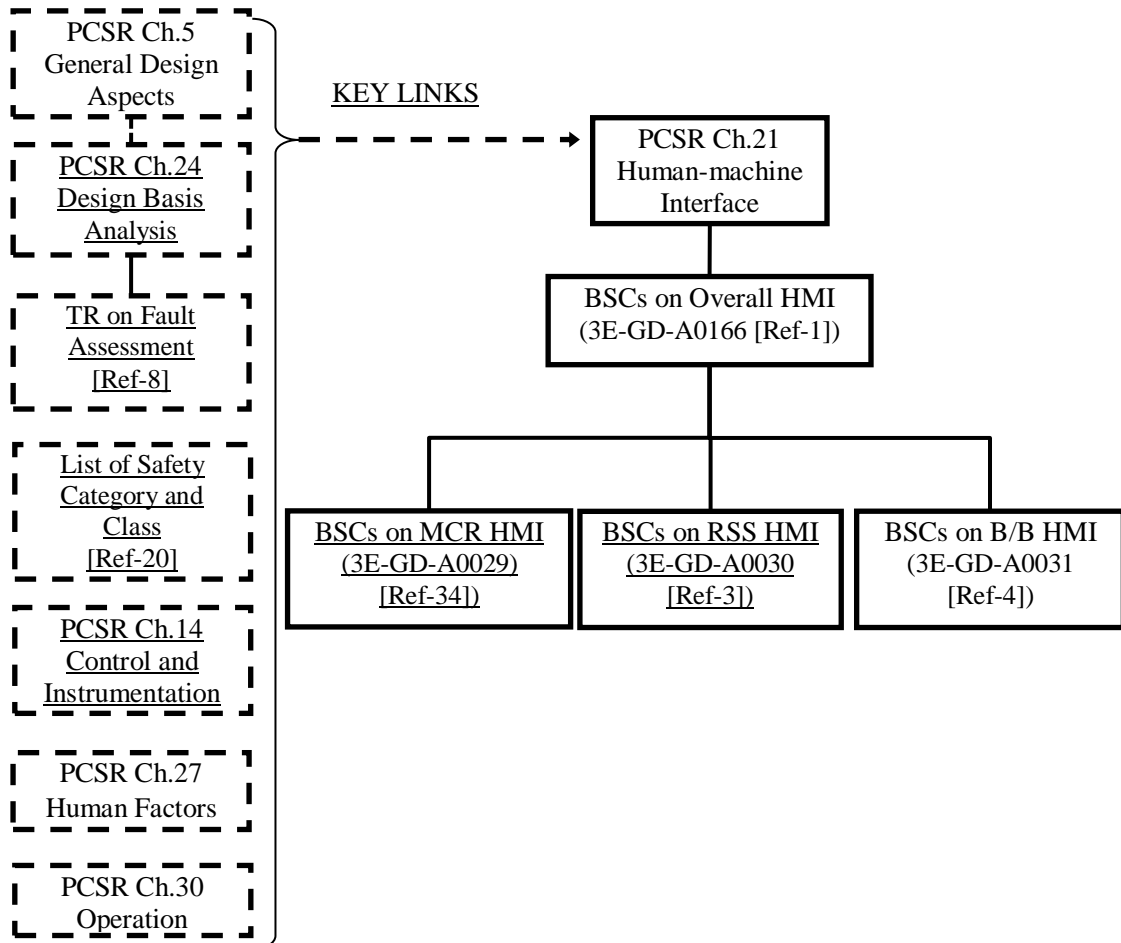 PCSR Ch.5
General Design
Aspects
PCSR Ch.24
Design Basis
Analysis
TR on Fault
Assessment
[Ref-8]
List of Safety
Category and
Class
[Ref-20]
PCSR Ch.14
Control and
Instrumentation
PCSR Ch.27
Human Factors
PCSR Ch.30
Operation
KEY LINKS
PCSR Ch.21
Human-machine
Interface
BSCs on Overall HMI
(3E-GD-A0166 [Ref-1])
BSCs on MCR HMI
(3E-GD-A0029)
[Ref-34])
BSCs on RSS HMI
(3E-GD-A0030
[Ref-3])
BSCs on B/B HMI
(3E-GD-A0031
[Ref-4])